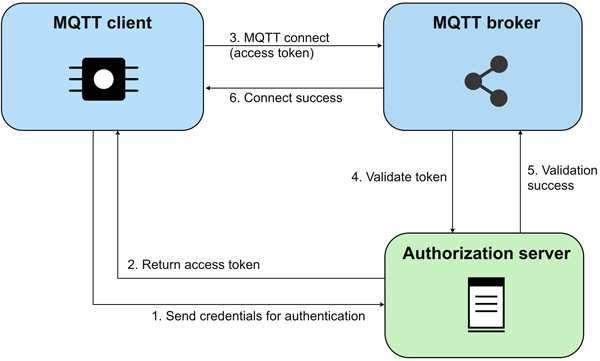 MQTT client
MQTT broker
3. MQTT connect
(access token)
6. Connect success
4. Validate token
5. Validation
success
Authorization server
2. Return access token
1. Send credentials for authentication